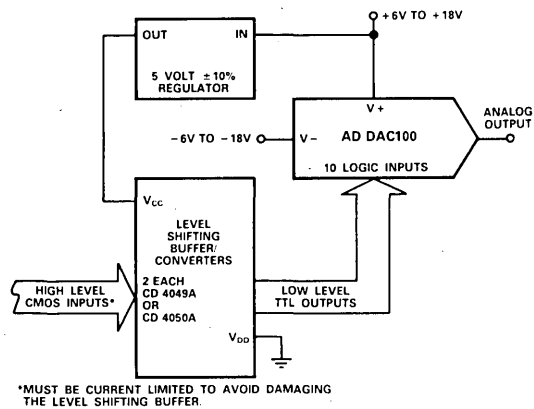 +6V TO +18V
OUT IN
5 VOLT ±10%
REGULATOR
V+
ANALOG
OUTPUT
-6V TO -18V
V-
AD DAC100
10 LOGIC INPUTS
VCC
LEVEL
SHIFTING
BUFFER/
CONVERTERS
HIGH LEVEL
CMOS INPUTS*
2 EACH
CD 4049A
OR
CD 4050A
LOW LEVEL
TTL OUTPUTS
VDD
*MUST BE CURRENT LIMITED TO AVOID DAMAGING
THE LEVEL SHIFTING BUFFER.